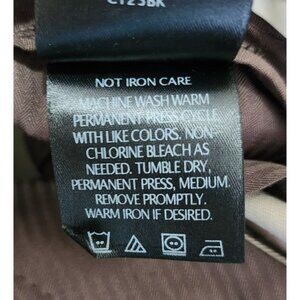 C123BK
NOT IRON CARE
MACHINE WASH WARM
PERMANENT PRESS CYCLE
WITH LIKE COLORS. NON-
CHLORINE BLEACH AS
NEEDED. TUMBLE DRY,
PERMANENT PRESS, MEDIUM.
REMOVE PROMPTLY.
WARM IRON IF DESIRED.